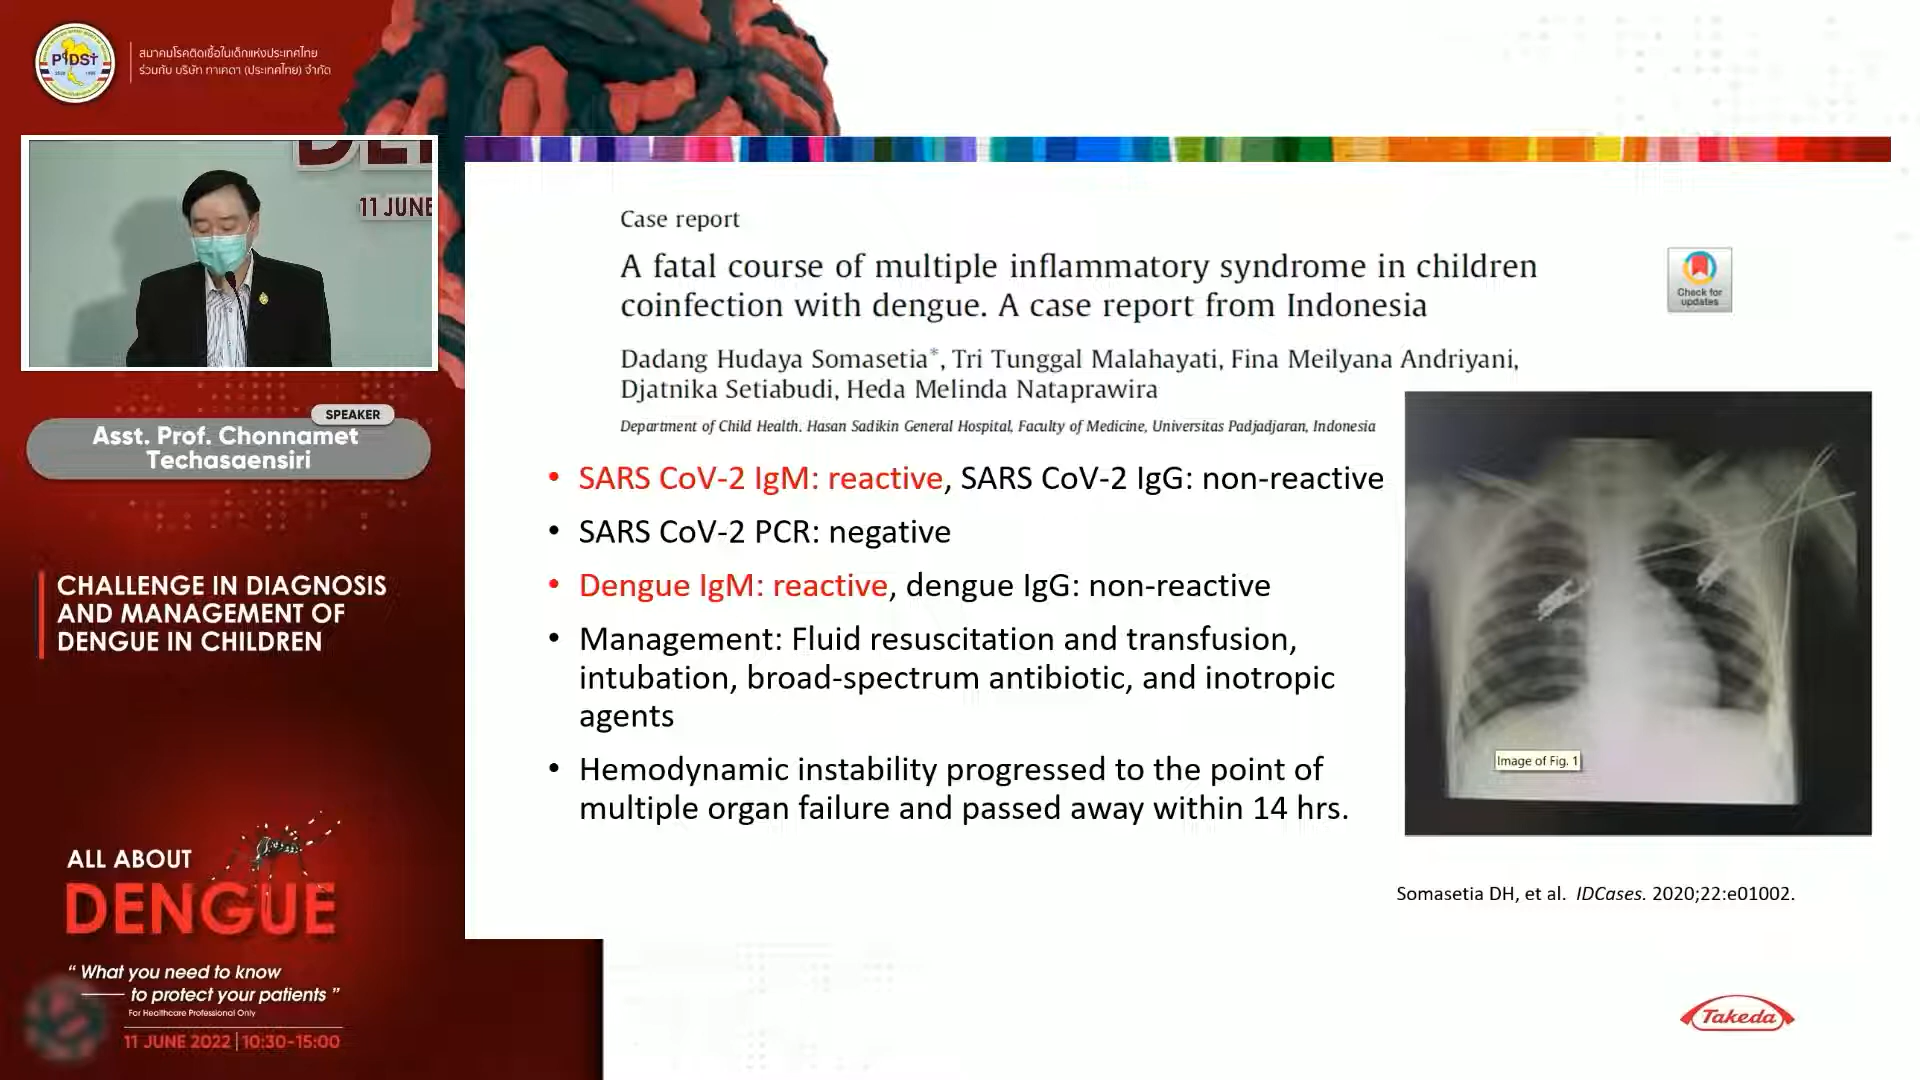 PIDST
สมาคมโรคติดเชื้อในเด็กแห่งประเทศไทย
ร่วมกับ บริษัท ทาเคดา (ประเทศไทย) จำกัด
11 JUNE
SPEAKER
Asst. Prof. Chonnamet
Techasaensiri
CHALLENGE IN DIAGNOSIS
AND MANAGEMENT OF
DENGUE IN CHILDREN
ALL ABOUT
DENGUE
“ What you need to know
to protect your patients ”
For Healthcare Professional Only
11 JUNE 2022 | 10:30-15:00
Case report
A fatal course of multiple inflammatory syndrome in children
coinfection with dengue. A case report from Indonesia
Check for
updates
Dadang Hudaya Somasetia*, Tri Tunggal Malahayati, Fina Meilyana Andriyani,
Djatnika Setiabudi, Heda Melinda Nataprawira
Department of Child Health. Hasan Sadikin General Hospital, Faculty of Medicine, Universitas Padjadjaran, Indonesia
• SARS CoV-2 IgM: reactive, SARS CoV-2 IgG: non-reactive
• SARS CoV-2 PCR: negative
• Dengue IgM: reactive, dengue IgG: non-reactive
• Management: Fluid resuscitation and transfusion,
intubation, broad-spectrum antibiotic, and inotropic
agents
• Hemodynamic instability progressed to the point of
multiple organ failure and passed away within 14 hrs.
Image of Fig. 1
Somasetia DH, et al. IDCases. 2020;22:e01002.
Takeda